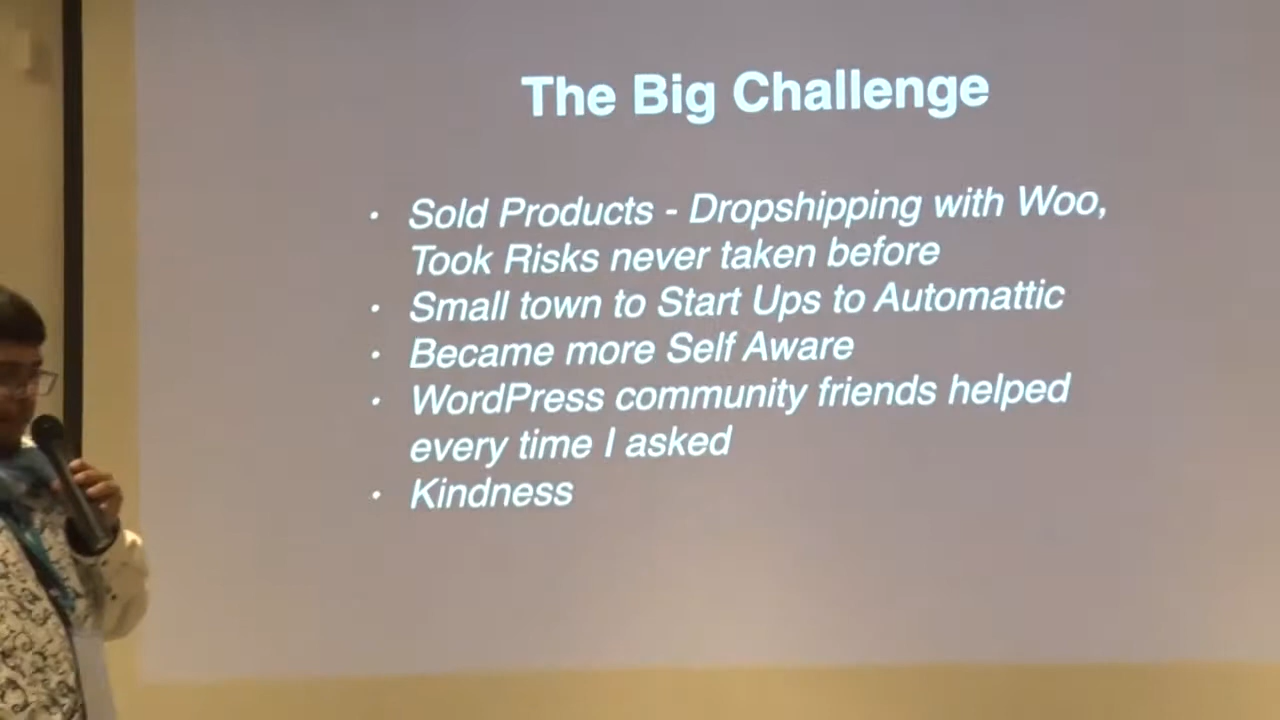 The Big Challenge
• Sold Products - Dropshipping with Woo,
Took Risks never taken before
• Small town to Start Ups to Automattic
• Became more Self Aware
• WordPress community friends helped
every time I asked
• Kindness